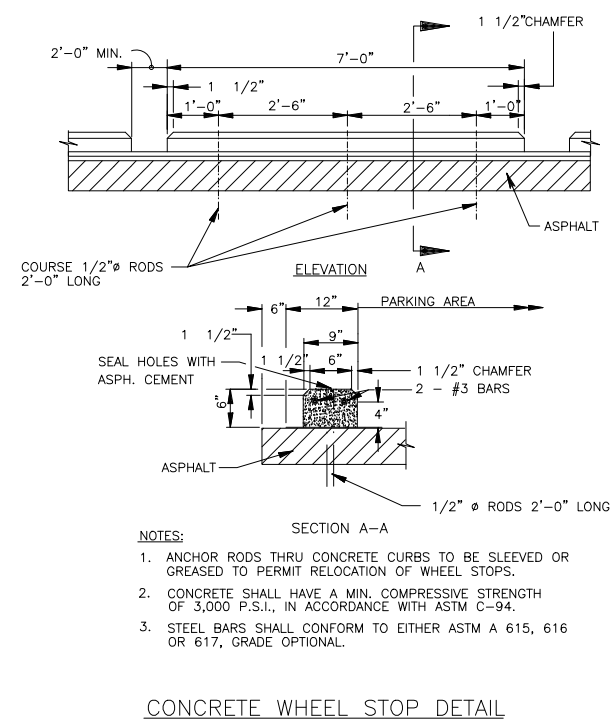 1 1/2"CHAMFER
2'-0" MIN.
7'-0"
1 1/2"
1'-0"
2'-6"
2'-6"
1'-0"
ASPHALT
COURSE 1/2"ø RODS
2'-0" LONG
ELEVATION
A
6"
12"
PARKING AREA
1 1/2"
9"
SEAL HOLES WITH
ASPH. CEMENT
1 1/2"
6"
1 1/2" CHAMFER
2 - #3 BARS
6"
4"
ASPHALT
1/2" ø RODS 2'-0" LONG
SECTION A-A
NOTES:
1. ANCHOR RODS THRU CONCRETE CURBS TO BE SLEEVED OR
GREASED TO PERMIT RELOCATION OF WHEEL STOPS.
2. CONCRETE SHALL HAVE A MIN. COMPRESSIVE STRENGTH
OF 3,000 P.S.I., IN ACCORDANCE WITH ASTM C-94.
3. STEEL BARS SHALL CONFORM TO EITHER ASTM A 615, 616
OR 617, GRADE OPTIONAL.
CONCRETE WHEEL STOP DETAIL